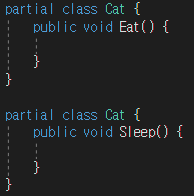 partial class Cat {
public void Eat() {
}
}
partial class Cat {
public void Sleep() {
}
}